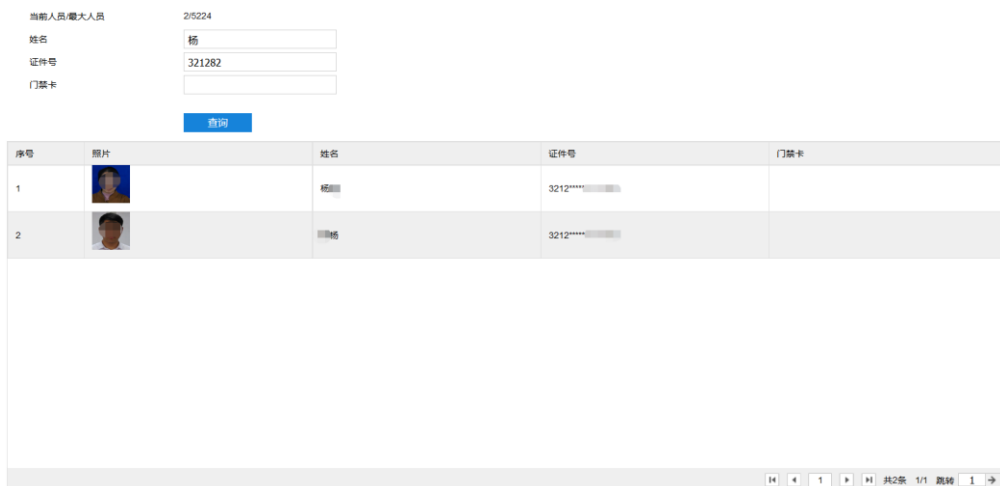 当前人员/最大人员 2/5224
姓名 杨
证件号 321282
门禁卡
查询
序号 照片 姓名 证件号 门禁卡
1 杨 3212*****
2 杨 3212*****
1 共2条 1/1 跳转 1